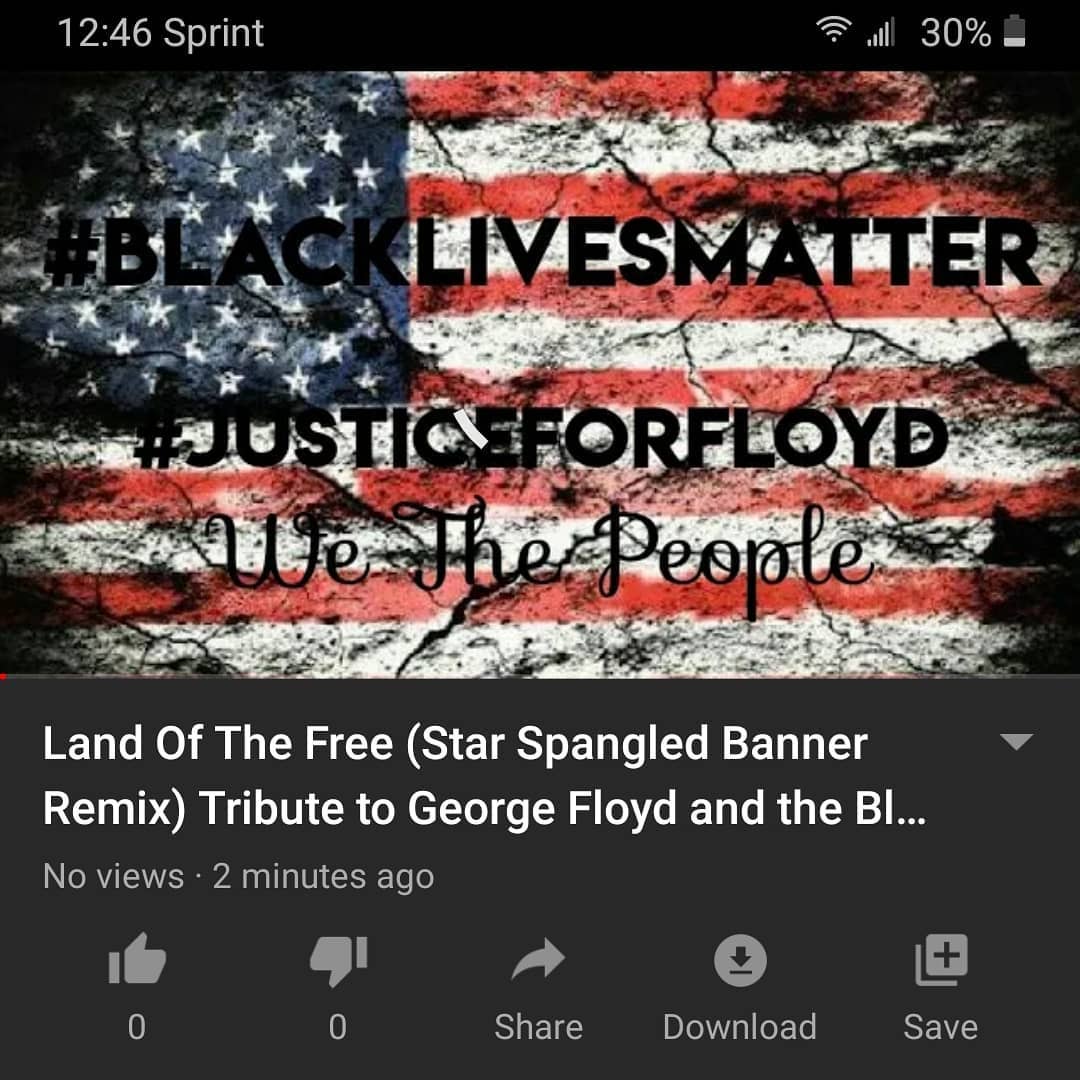 12:46 Sprint 30%
#BLACKLIVESMATTER
#JUSTICEFORFLOYD
We The People
Land Of The Free (Star Spangled Banner
Remix) Tribute to George Floyd and the Bl...
No views · 2 minutes ago
0 0 Share Download Save